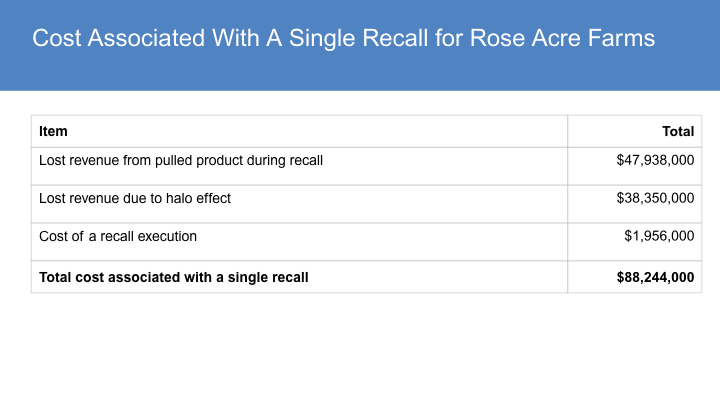 Cost Associated With A Single Recall for Rose Acre Farms
Item Total
Lost revenue from pulled product during recall $47,938,000
Lost revenue due to halo effect $38,350,000
Cost of a recall execution $1,956,000
Total cost associated with a single recall $88,244,000